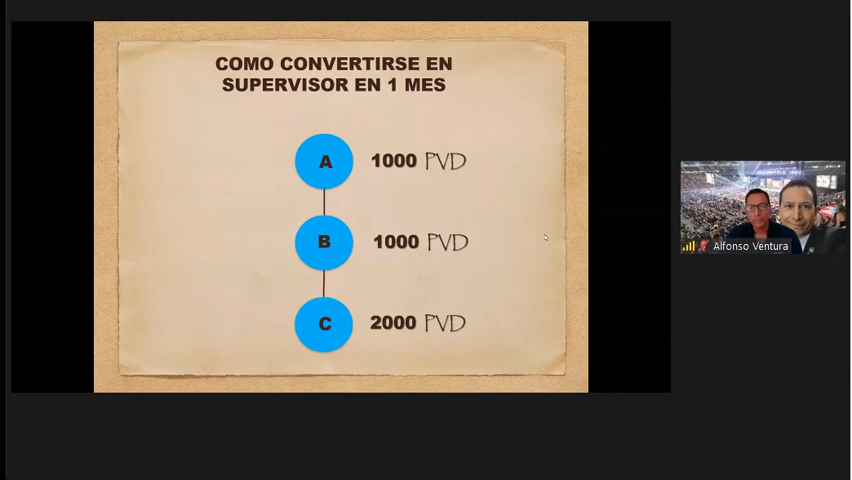 COMO CONVERTIRSE EN
SUPERVISOR EN 1 MES
A 1000 PVD
B 1000 PVD
C 2000 PVD
Alfonso Ventura